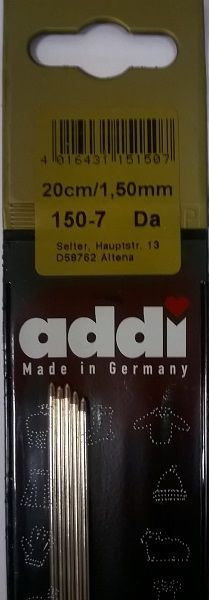 4 016431 151507
20cm/1,50mm
150-7 Da
Selter, Hauptstr. 13
D58762 Altena
addi
Made in Germany